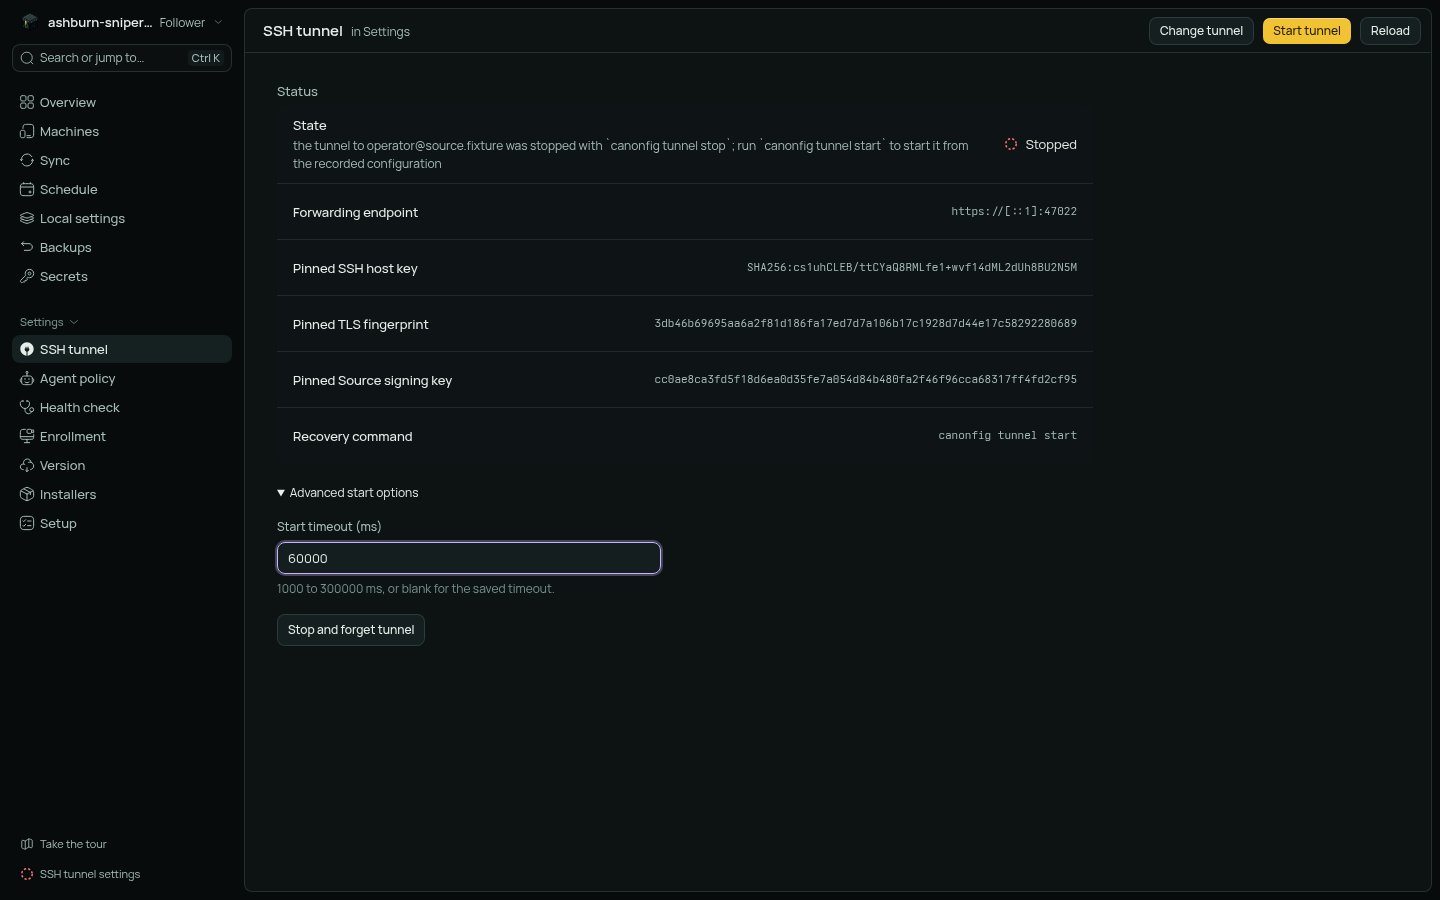 ashburn-sniper... Follower
Search or jump to... Ctrl K
Overview
Machines
Sync
Schedule
Local settings
Backups
Secrets
Settings
SSH tunnel
Agent policy
Health check
Enrollment
Version
Installers
Setup
Take the tour
SSH tunnel settings
SSH tunnel in Settings
Change tunnel
Start tunnel
Reload
Status
State
the tunnel to operator@source.fixture was stopped with `canonfig tunnel stop`; run `canonfig tunnel start` to start it from
the recorded configuration
Stopped
Forwarding endpoint https://[::1]:47022
Pinned SSH host key SHA256:cs1uhCLEB/ttCYaQ8RMLfe1+wvf14dML2dUh8BU2N5M
Pinned TLS fingerprint 3db46b69695aa6a2f81d186fa17ed7d7a106b17c1928d7d44e17c58292280689
Pinned Source signing key cc0ae8ca3fd5f18d6ea0d35fe7a054d84b480fa2f46f96cca68317ff4fd2cf95
Recovery command canonfig tunnel start
Advanced start options
Start timeout (ms)
60000
1000 to 300000 ms, or blank for the saved timeout.
Stop and forget tunnel